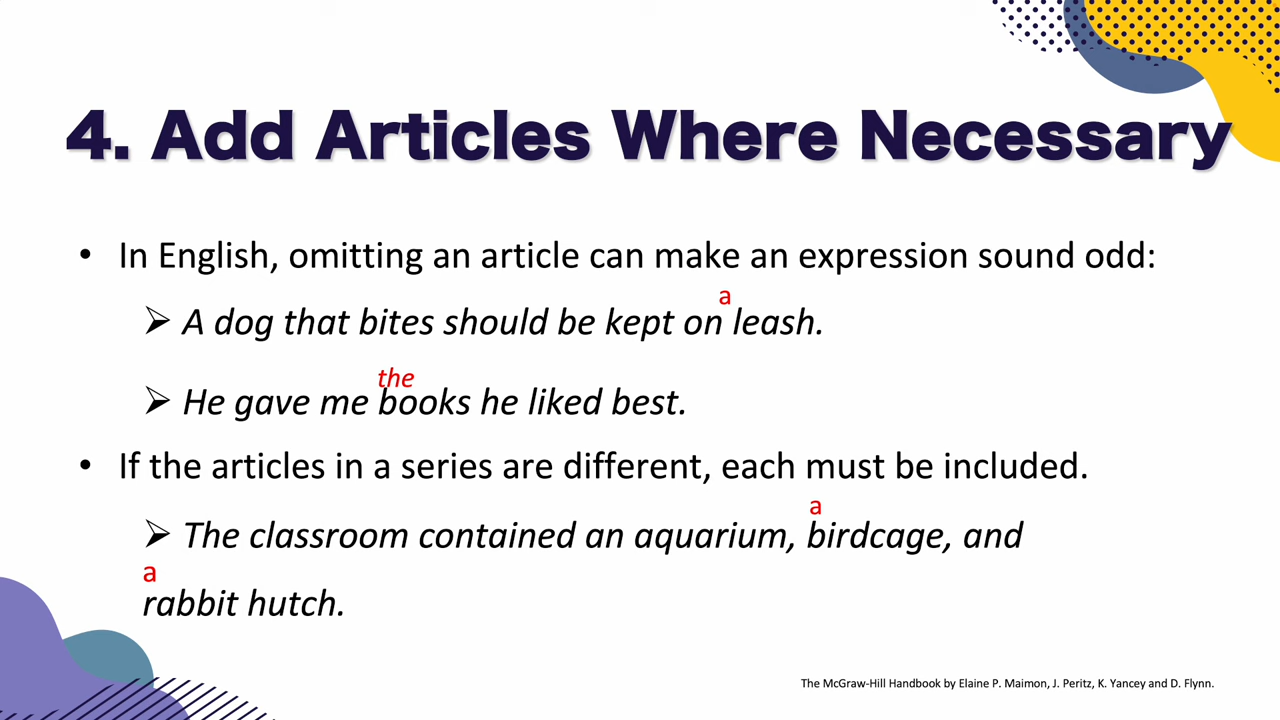 4. Add Articles Where Necessary
• In English, omitting an article can make an expression sound odd:
a
➢ A dog that bites should be kept on leash.
the
➢ He gave me books he liked best.
• If the articles in a series are different, each must be included.
a
➢ The classroom contained an aquarium, birdcage, and
a
rabbit hutch.
The McGraw-Hill Handbook by Elaine P. Maimon, J. Peritz, K. Yancey and D. Flynn.